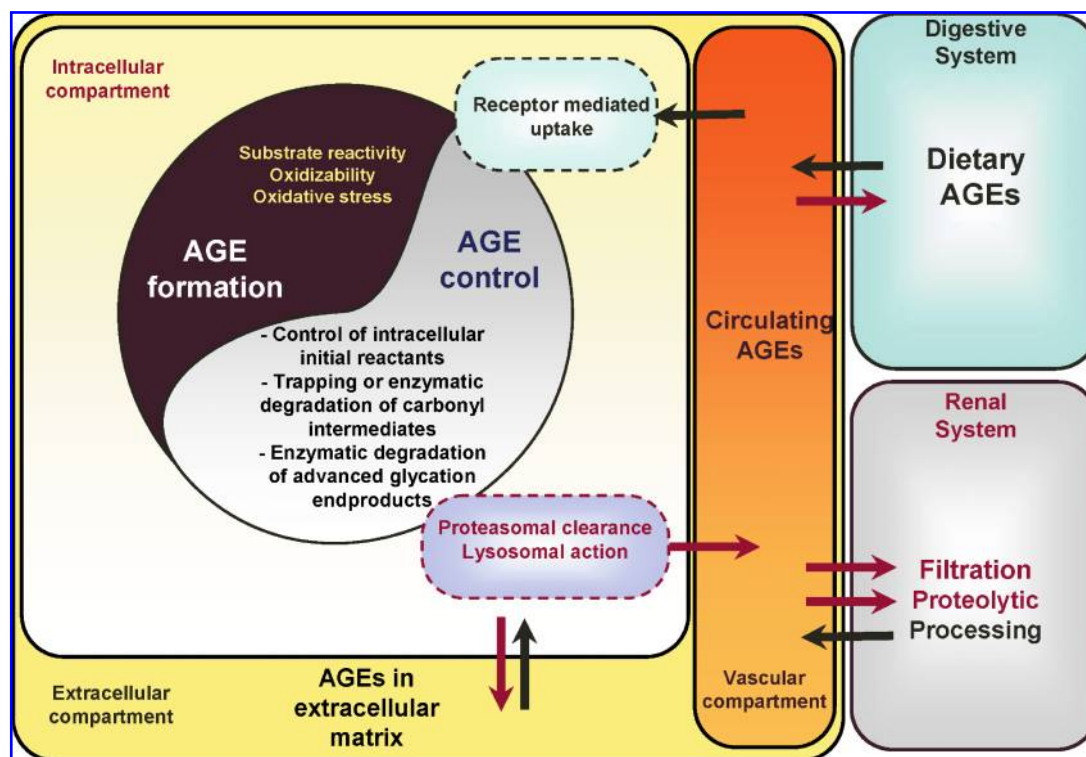 Intracellular
compartment
Receptor mediated
uptake
Substrate reactivity
Oxidizability
Oxidative stress
AGE
formation
AGE
control
- Control of intracellular
initial reactants
- Trapping or enzymatic
degradation of carbonyl
intermediates
- Enzymatic degradation
of advanced glycation
endproducts
Proteasomal clearance
Lysosomal action
Extracellular
compartment
AGEs in
extracellular
matrix
Circulating
AGEs
Vascular
compartment
Digestive
System
Dietary
AGEs
Renal
System
Filtration
Proteolytic
Processing